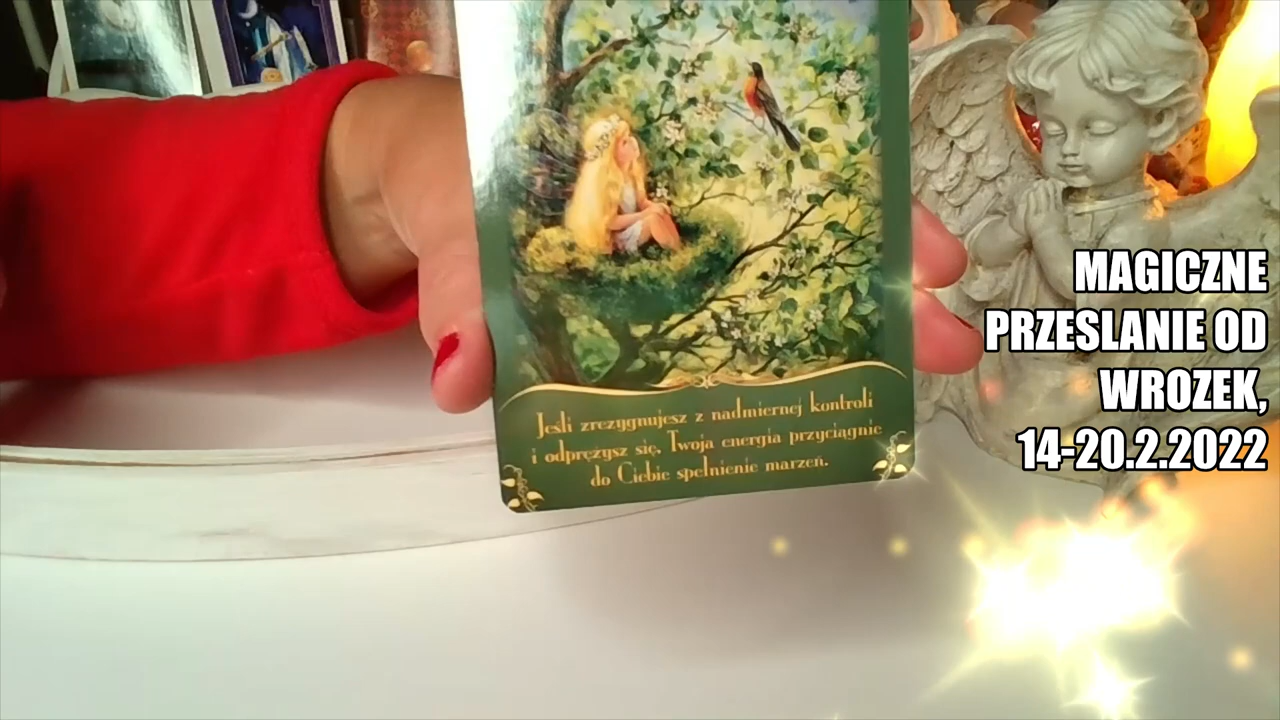 Jeśli zrezygnujesz z nadmiernej kontroli
i odprężysz się, Twoja energia przyciągnie
do Ciebie spełnienie marzeń.
MAGICZNE
PRZESLANIE OD
WROZEK,
14-20.2.2022